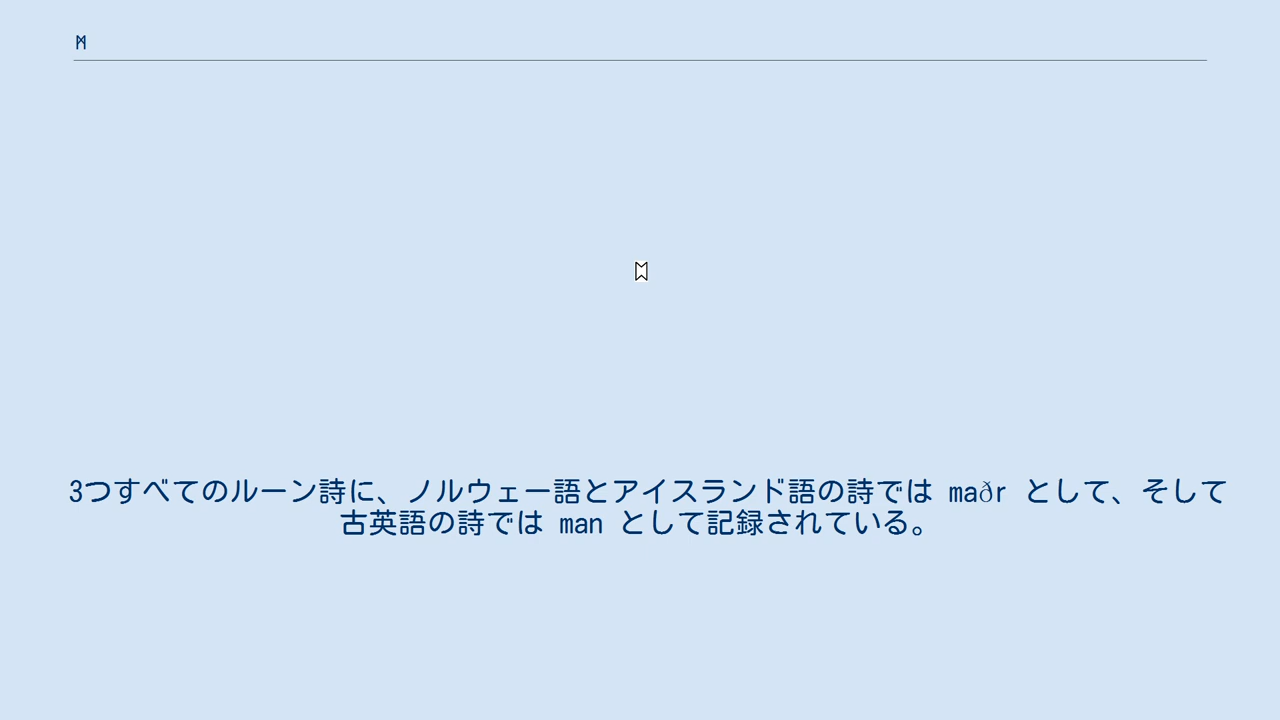 ᛗ
3つすべてのルーン詩に、ノルウェー語とアイスランド語の詩では maðr として、そして
古英語の詩では man として記録されている。